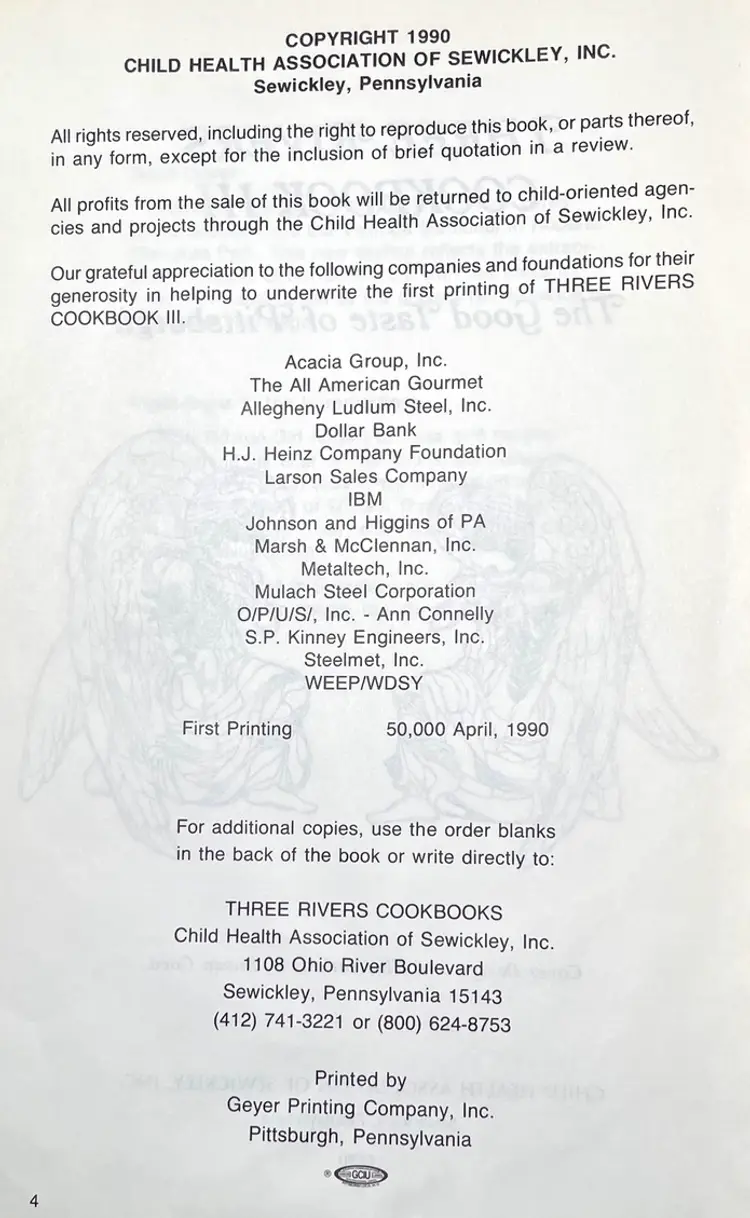 COPYRIGHT 1990
CHILD HEALTH ASSOCIATION OF SEWICKLEY, INC.
Sewickley, Pennsylvania
All rights reserved, including the right to reproduce this book, or parts thereof,
in any form, except for the inclusion of brief quotation in a review.
All profits from the sale of this book will be returned to child-oriented agen-
cies and projects through the Child Health Association of Sewickley, Inc.
Our grateful appreciation to the following companies and foundations for their
generosity in helping to underwrite the first printing of THREE RIVERS
COOKBOOK III.
Acacia Group, Inc.
The All American Gourmet
Allegheny Ludlum Steel, Inc.
Dollar Bank
H.J. Heinz Company Foundation
Larson Sales Company
IBM
Johnson and Higgins of PA
Marsh & McClennan, Inc.
Metaltech, Inc.
Mulach Steel Corporation
O/P/U/S/, Inc. - Ann Connelly
S.P. Kinney Engineers, Inc.
Steelmet, Inc.
WEEP/WDSY
First Printing 50,000 April, 1990
For additional copies, use the order blanks
in the back of the book or write directly to:
THREE RIVERS COOKBOOKS
Child Health Association of Sewickley, Inc.
1108 Ohio River Boulevard
Sewickley, Pennsylvania 15143
(412) 741-3221 or (800) 624-8753
Printed by
Geyer Printing Company, Inc.
Pittsburgh, Pennsylvania
® GCIU
4